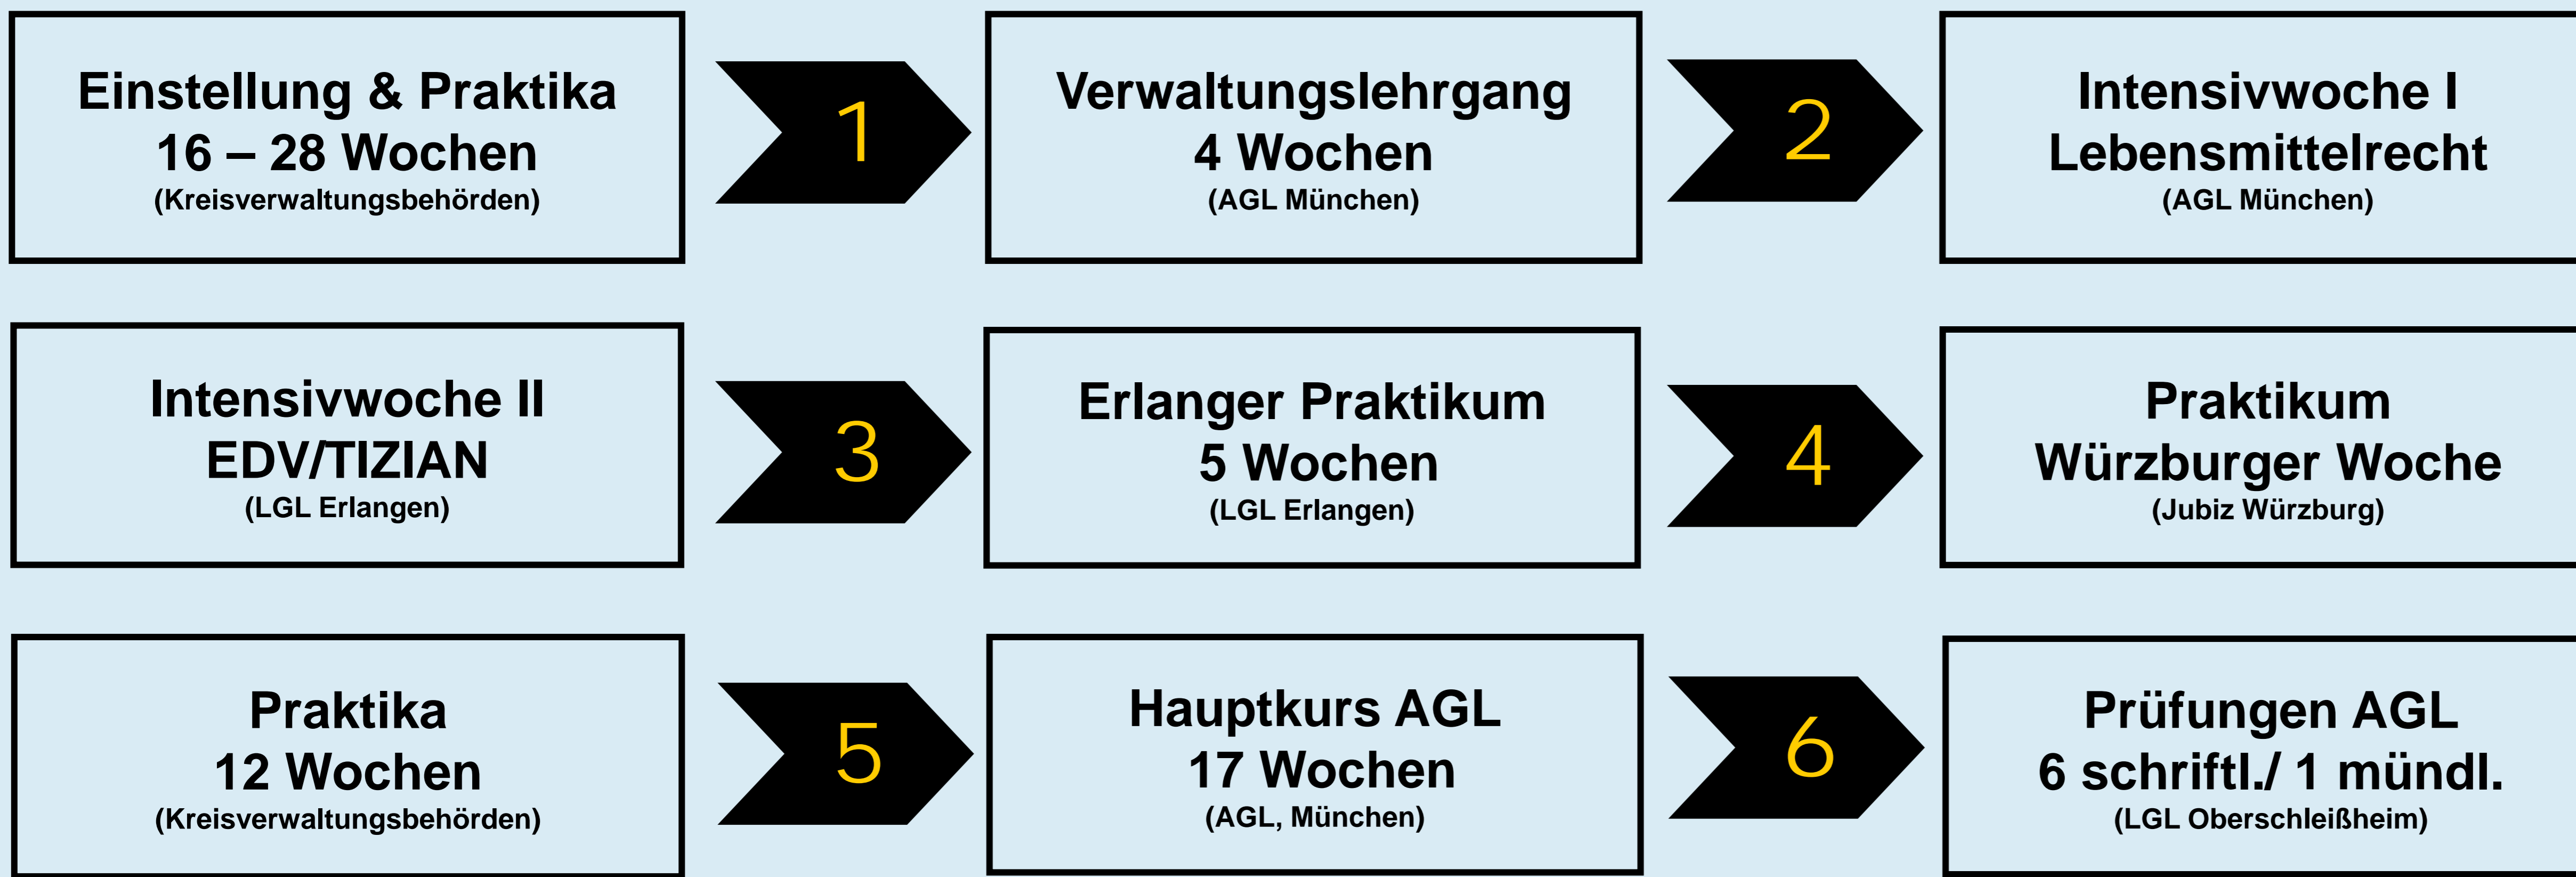 Einstellung & Praktika
16 – 28 Wochen
(Kreisverwaltungsbehörden)
1
Verwaltungslehrgang
4 Wochen
(AGL München)
2
Intensivwoche I
Lebensmittelrecht
(AGL München)
Intensivwoche II
EDV/TIZIAN
(LGL Erlangen)
3
Erlanger Praktikum
5 Wochen
(LGL Erlangen)
4
Praktikum
Würzburger Woche
(Jubiz Würzburg)
Praktika
12 Wochen
(Kreisverwaltungsbehörden)
5
Hauptkurs AGL
17 Wochen
(AGL, München)
6
Prüfungen AGL
6 schriftl./ 1 mündl.
(LGL Oberschleißheim)